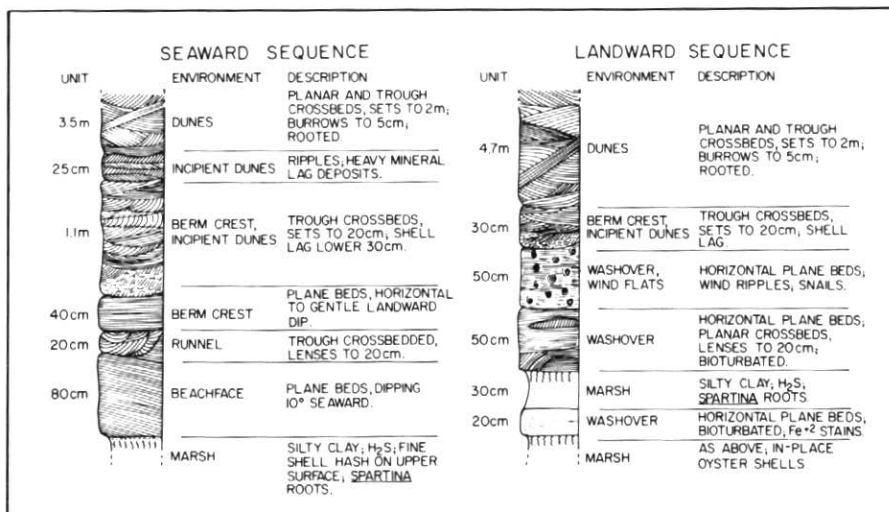 SEAWARD SEQUENCE
UNIT ENVIRONMENT DESCRIPTION
3.5m DUNES PLANAR AND TROUGH
CROSSBEDS, SETS TO 2m;
BURROWS TO 5cm;
ROOTED.
25cm INCIPIENT DUNES RIPPLES; HEAVY MINERAL
LAG DEPOSITS.
1.1m BERM CREST,
INCIPIENT DUNES
TROUGH CROSSBEDS,
SETS TO 20cm; SHELL
LAG LOWER 30cm.
40cm BERM CREST PLANE BEDS, HORIZONTAL
TO GENTLE LANDWARD
DIP.
20cm RUNNEL TROUGH CROSSBEDDED,
LENSES TO 20cm.
80cm BEACHFACE PLANE BEDS, DIPPING
10° SEAWARD.
MARSH SILTY CLAY; H2S; FINE
SHELL HASH ON UPPER
SURFACE; SPARTINA
ROOTS.
LANDWARD SEQUENCE
UNIT ENVIRONMENT DESCRIPTION
4.7m DUNES PLANAR AND TROUGH
CROSSBEDS, SETS TO 2m;
BURROWS TO 5cm;
ROOTED.
30cm BERM CREST,
INCIPIENT DUNES
TROUGH CROSSBEDS,
SETS TO 20cm; SHELL
LAG.
50cm WASHOVER,
WIND FLATS
HORIZONTAL PLANE BEDS;
WIND RIPPLES; SNAILS.
50cm WASHOVER HORIZONTAL PLANE BEDS;
PLANAR CROSSBEDS,
LENSES TO 20cm;
BIOTURBATED.
30cm MARSH SILTY CLAY; H2S;
SPARTINA ROOTS.
20cm WASHOVER HORIZONTAL PLANE BEDS,
BIOTURBATED, Fe+2 STAINS.
MARSH AS ABOVE; IN-PLACE
OYSTER SHELLS